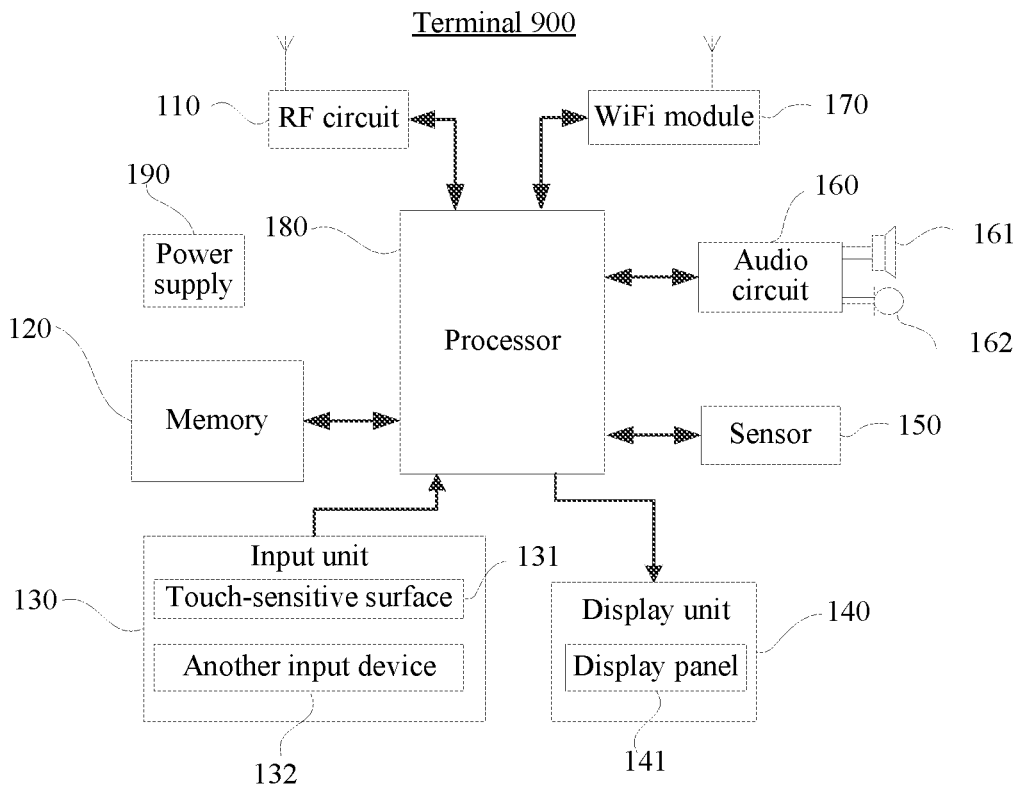 Terminal 900
110
RF circuit
WiFi module
170
190
Power
supply
180
160
161
Audio
circuit
162
Processor
120
Memory
Sensor
150
Input unit
131
Touch-sensitive surface
130
Another input device
132
Display unit
140
Display panel
141